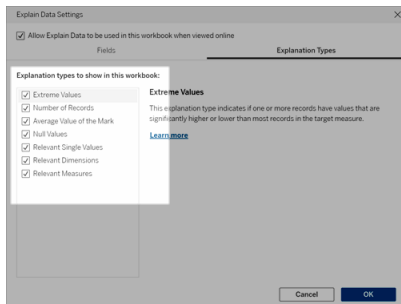 Explain Data Settings
Allow Explain Data to be used in this workbook when viewed online
Fields
Explanation Types
Explanation types to show in this workbook:
Extreme Values
Number of Records
Average Value of the Mark
Null Values
Relevant Single Values
Relevant Dimensions
Relevant Measures
Extreme Values
This explanation type indicates if one or more records have values that are
significantly higher or lower than most records in the target measure.
Learn more
Cancel
OK